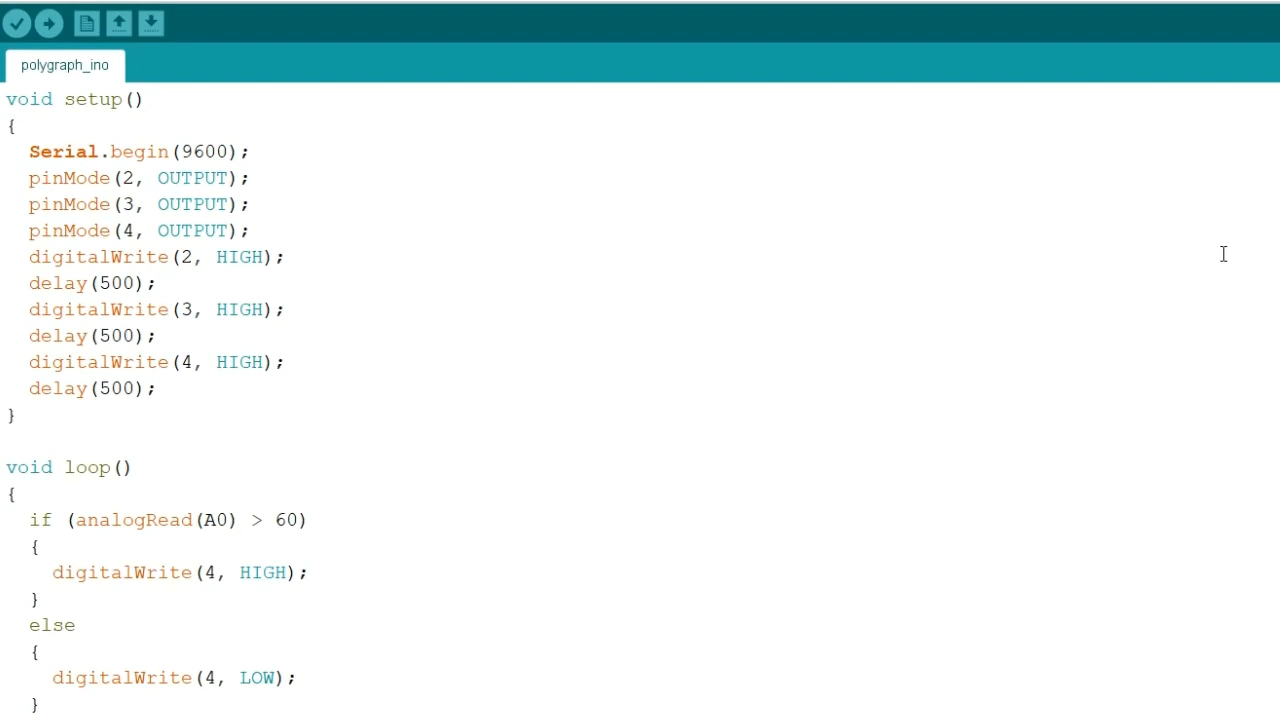 polygraph_ino
void setup()
{
  Serial.begin(9600);
  pinMode(2, OUTPUT);
  pinMode(3, OUTPUT);
  pinMode(4, OUTPUT);
  digitalWrite(2, HIGH);
  delay(500);
  digitalWrite(3, HIGH);
  delay(500);
  digitalWrite(4, HIGH);
  delay(500);
}

void loop()
{
  if (analogRead(A0) > 60)
  {
    digitalWrite(4, HIGH);
  }
  else
  {
    digitalWrite(4, LOW);
  }